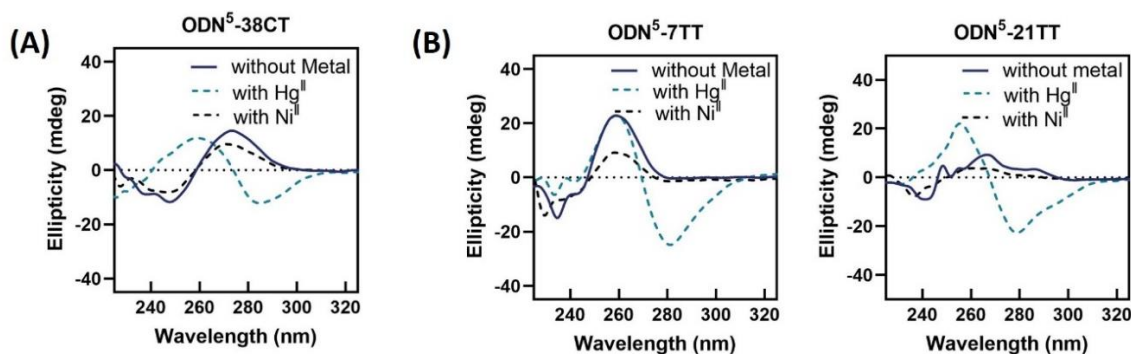 (A)
ODN⁵-38CT
Ellipticity (mdeg)
40
20
0
-20
-40
without Metal
with Hgᴵᴵ
with Niᴵᴵ
240 260 280 300 320
Wavelength (nm)
(B)
ODN⁵-7TT
Ellipticity (mdeg)
40
20
0
-20
-40
without Metal
with Hgᴵᴵ
with Niᴵᴵ
240 260 280 300 320
Wavelength (nm)
ODN⁵-21TT
Ellipticity (mdeg)
40
20
0
-20
-40
without metal
with Hgᴵᴵ
with Niᴵᴵ
240 260 280 300 320
Wavelength (nm)